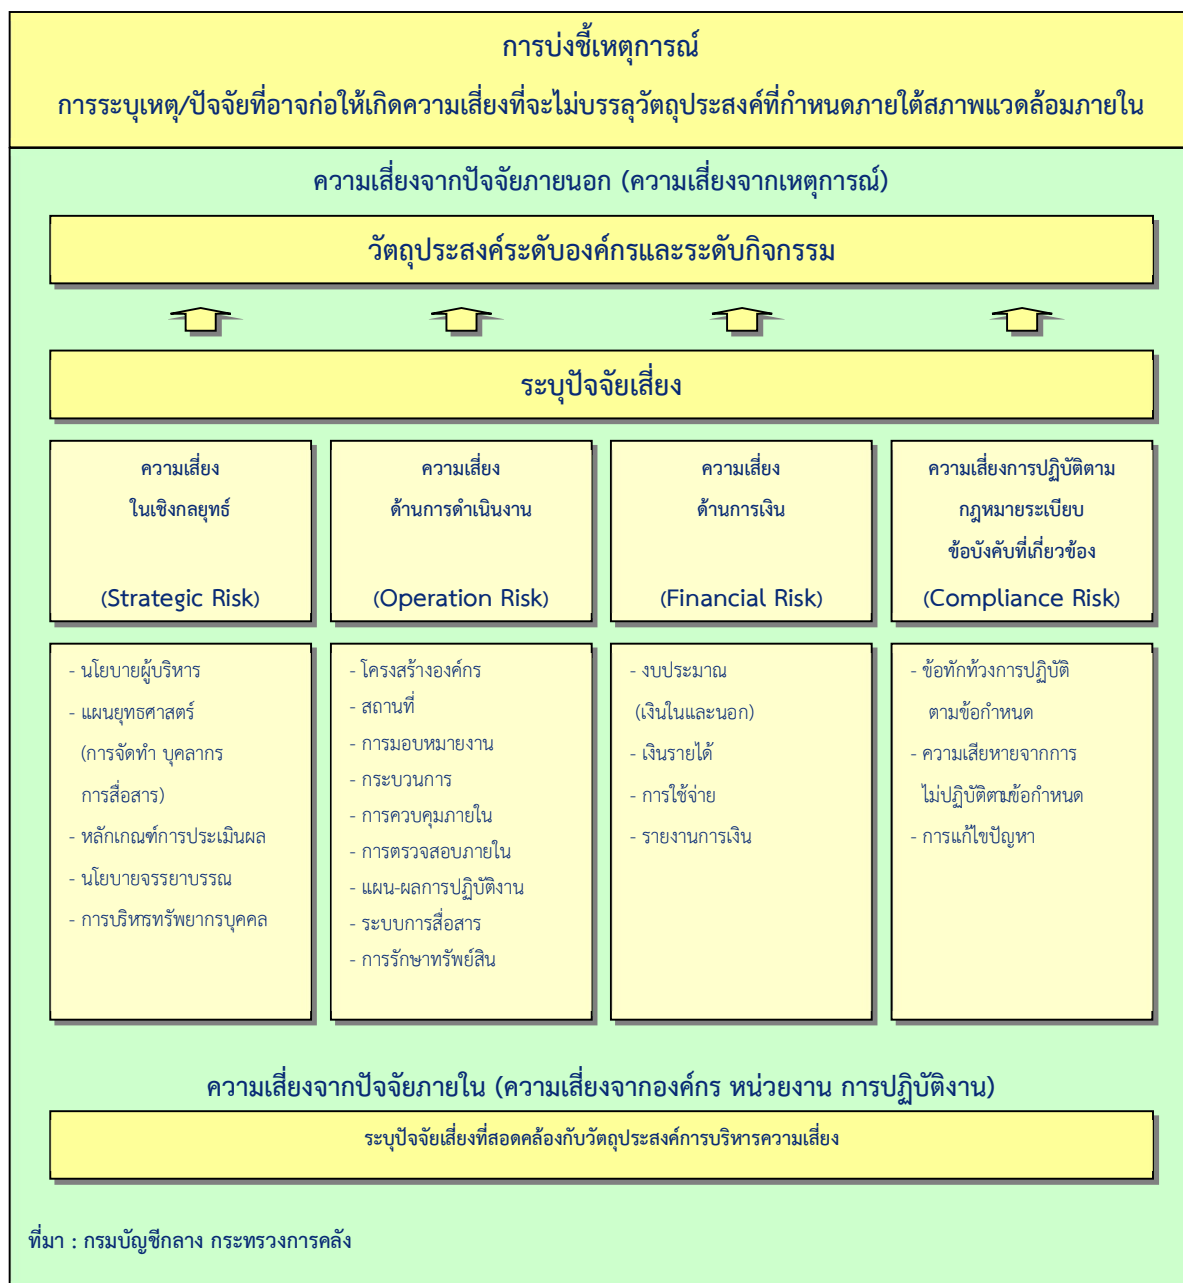 การบ่งชี้เหตุการณ์
การระบุเหตุ/ปัจจัยที่อาจก่อให้เกิดความเสี่ยงที่จะไม่บรรลุวัตถุประสงค์ที่กำหนดภายใต้สภาพแวดล้อมภายใน
ความเสี่ยงจากปัจจัยภายนอก (ความเสี่ยงจากเหตุการณ์)
วัตถุประสงค์ระดับองค์กรและระดับกิจกรรม
ระบุปัจจัยเสี่ยง
ความเสี่ยง
ในเชิงกลยุทธ์
(Strategic Risk)
ความเสี่ยง
ด้านการดำเนินงาน
(Operation Risk)
ความเสี่ยง
ด้านการเงิน
(Financial Risk)
ความเสี่ยงการปฏิบัติตาม
กฎหมายระเบียบ
ข้อบังคับที่เกี่ยวข้อง
(Compliance Risk)
- นโยบายผู้บริหาร
- แผนยุทธศาสตร์
(การจัดทำ บุคลากร
การสื่อสาร)
- หลักเกณฑ์การประเมินผล
- นโยบายจรรยาบรรณ
- การบริหารทรัพยากรบุคคล
- โครงสร้างองค์กร
- สถานที่
- การมอบหมายงาน
- กระบวนการ
- การควบคุมภายใน
- การตรวจสอบภายใน
- แผน-ผลการปฏิบัติงาน
- ระบบการสื่อสาร
- การรักษาทรัพย์สิน
- งบประมาณ
(เงินในและนอก)
- เงินรายได้
- การใช้จ่าย
- รายงานการเงิน
- ข้อทักท้วงการปฏิบัติ
ตามข้อกำหนด
- ความเสียหายจากการ
ไม่ปฏิบัติตามข้อกำหนด
- การแก้ไขปัญหา
ความเสี่ยงจากปัจจัยภายใน (ความเสี่ยงจากองค์กร หน่วยงาน การปฏิบัติงาน)
ระบุปัจจัยเสี่ยงที่สอดคล้องกับวัตถุประสงค์การบริหารความเสี่ยง
ที่มา : กรมบัญชีกลาง กระทรวงการคลัง